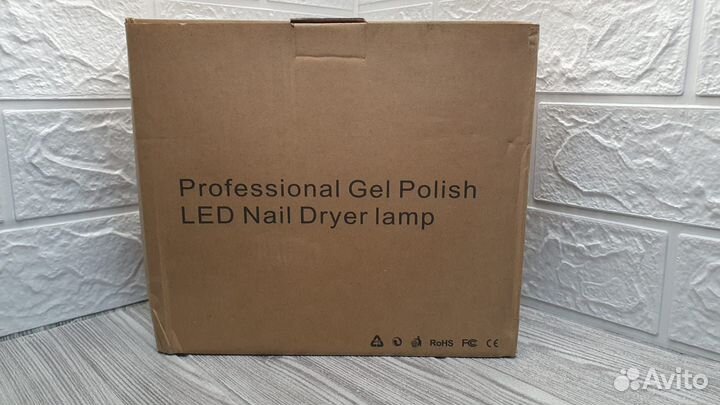 Professional Gel Polish
LED Nail Dryer lamp
RoHS FC CE
Avito